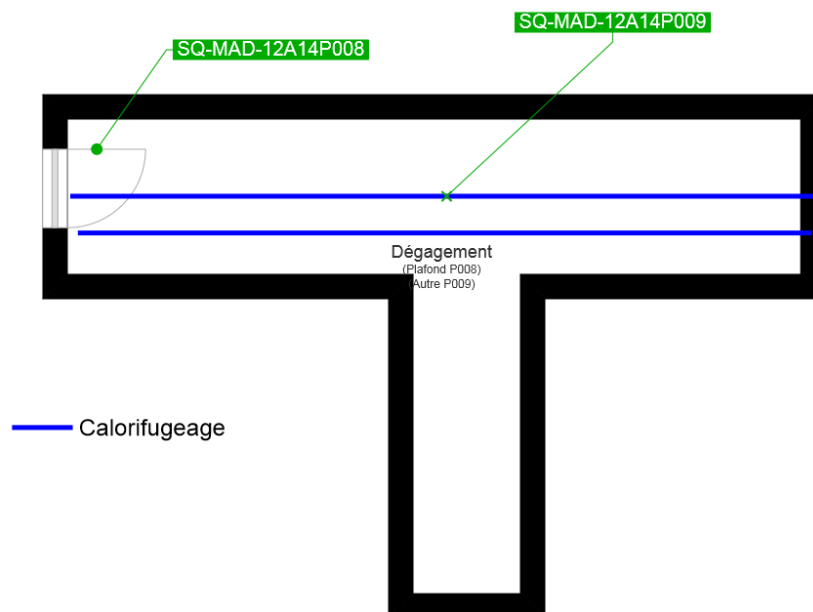 SQ-MAD-12A14P009
SQ-MAD-12A14P008
Dégagement
(Plafond P008)
(Autre P009)
Calorifugeage